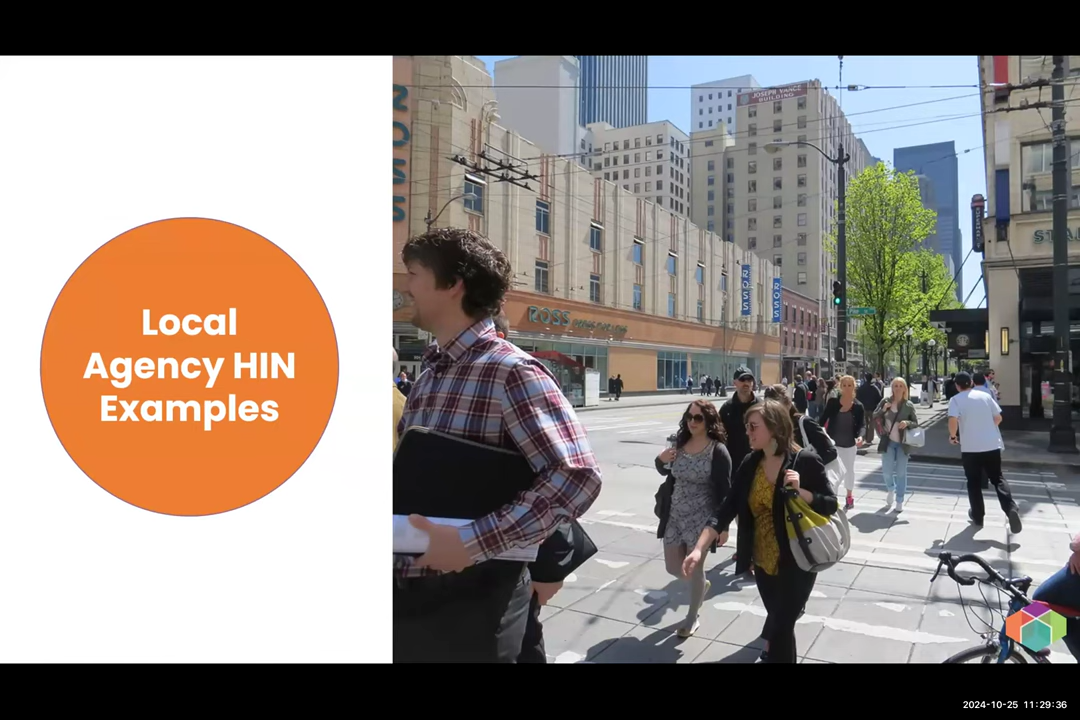 Local
Agency HIN
Examples
ROSS
JOSEPH VANCE
BUILDING
ROSS
ROSS
ROSS
2024-10-25 11:29:36